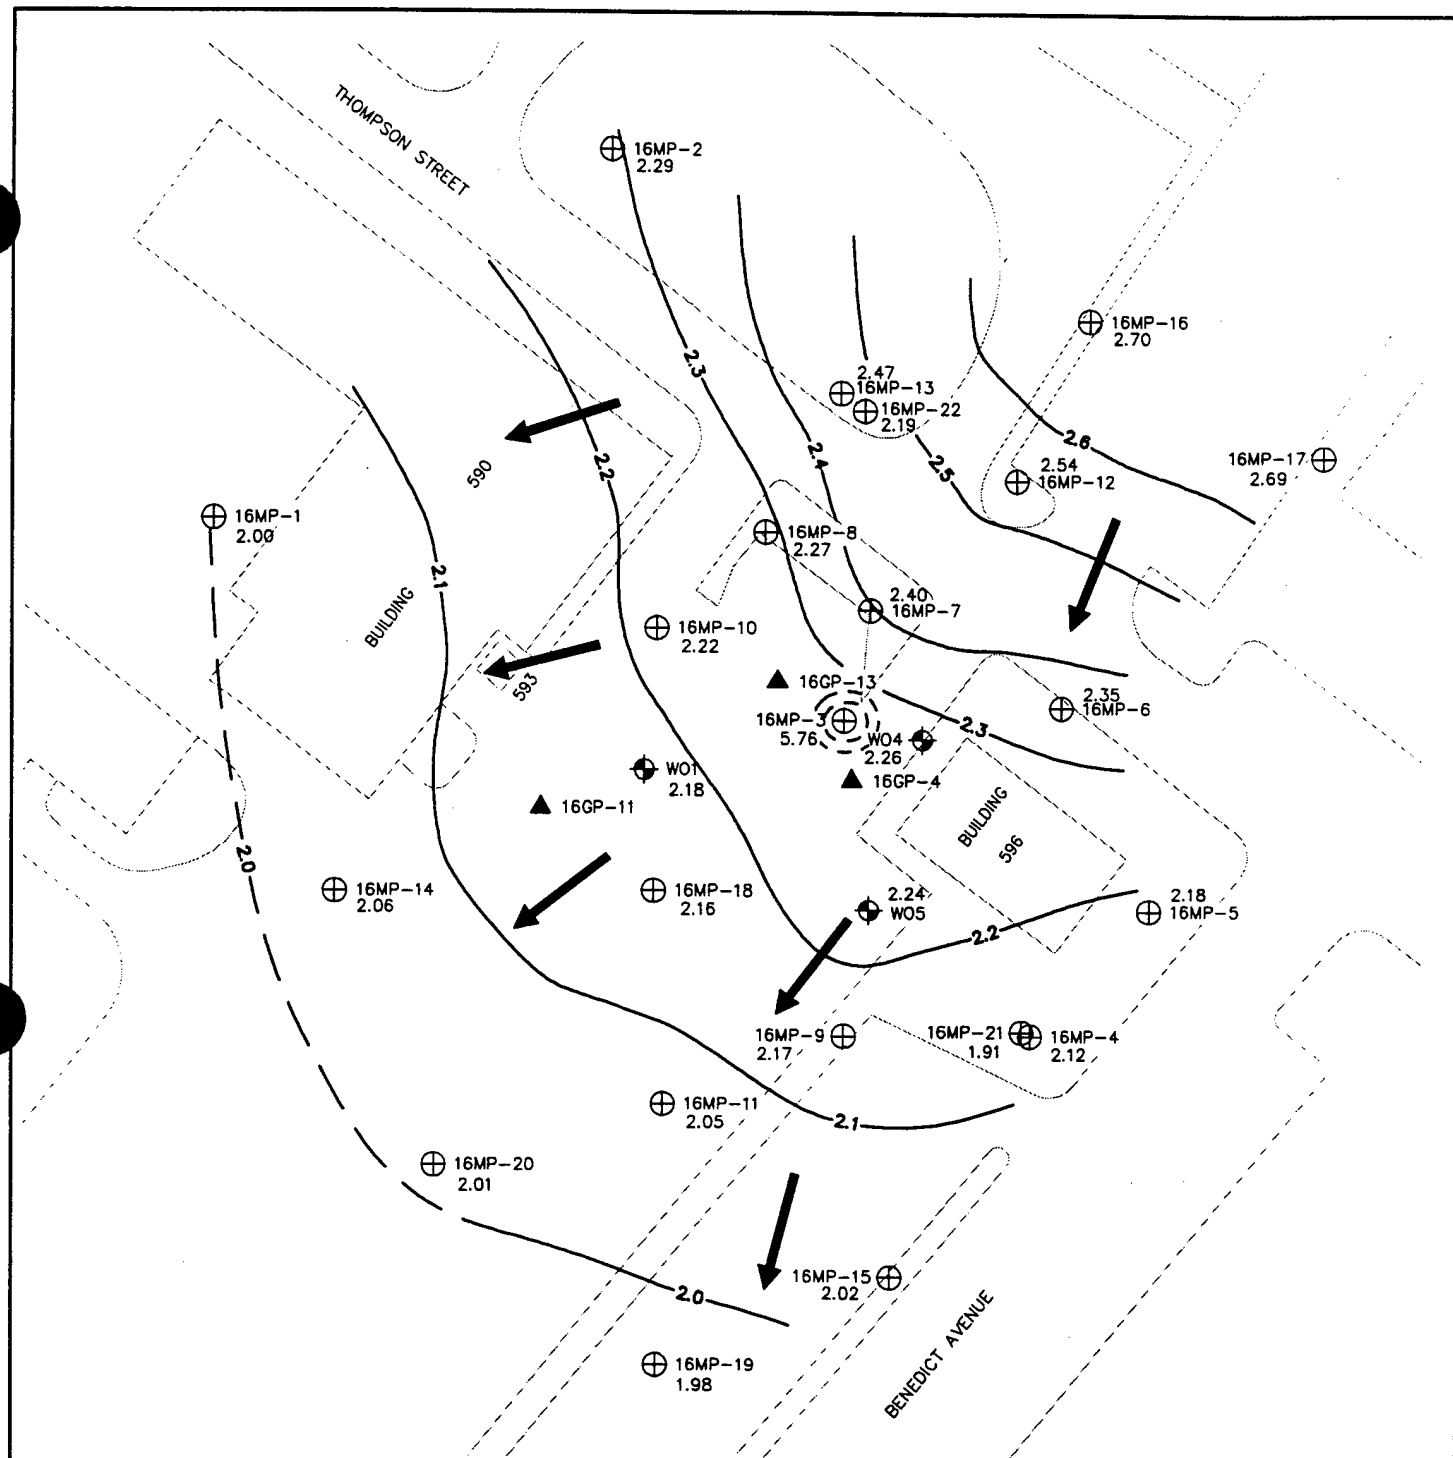 THOMPSON STREET
16MP-2
2.29
16MP-16
2.70
2.3
2.47
16MP-13
16MP-22
2.19
2.6
2.4
2.5
2.54
16MP-12
16MP-17
2.69
590
2.2
16MP-1
2.00
16MP-8
2.27
2.1
BUILDING
2.40
16MP-7
16MP-10
2.22
593
16GP-13
16MP-3
5.76
2.35
16MP-6
2.3
WO4
2.26
WO1
2.18
16GP-4
16GP-11
BUILDING
596
2.0
16MP-14
2.06
16MP-18
2.16
2.24
WO5
2.18
16MP-5
2.2
16MP-9
2.17
16MP-21
1.91
16MP-4
2.12
16MP-11
2.05
2.1
16MP-20
2.01
16MP-15
2.02
2.0
16MP-19
1.98
BENEDICT AVENUE